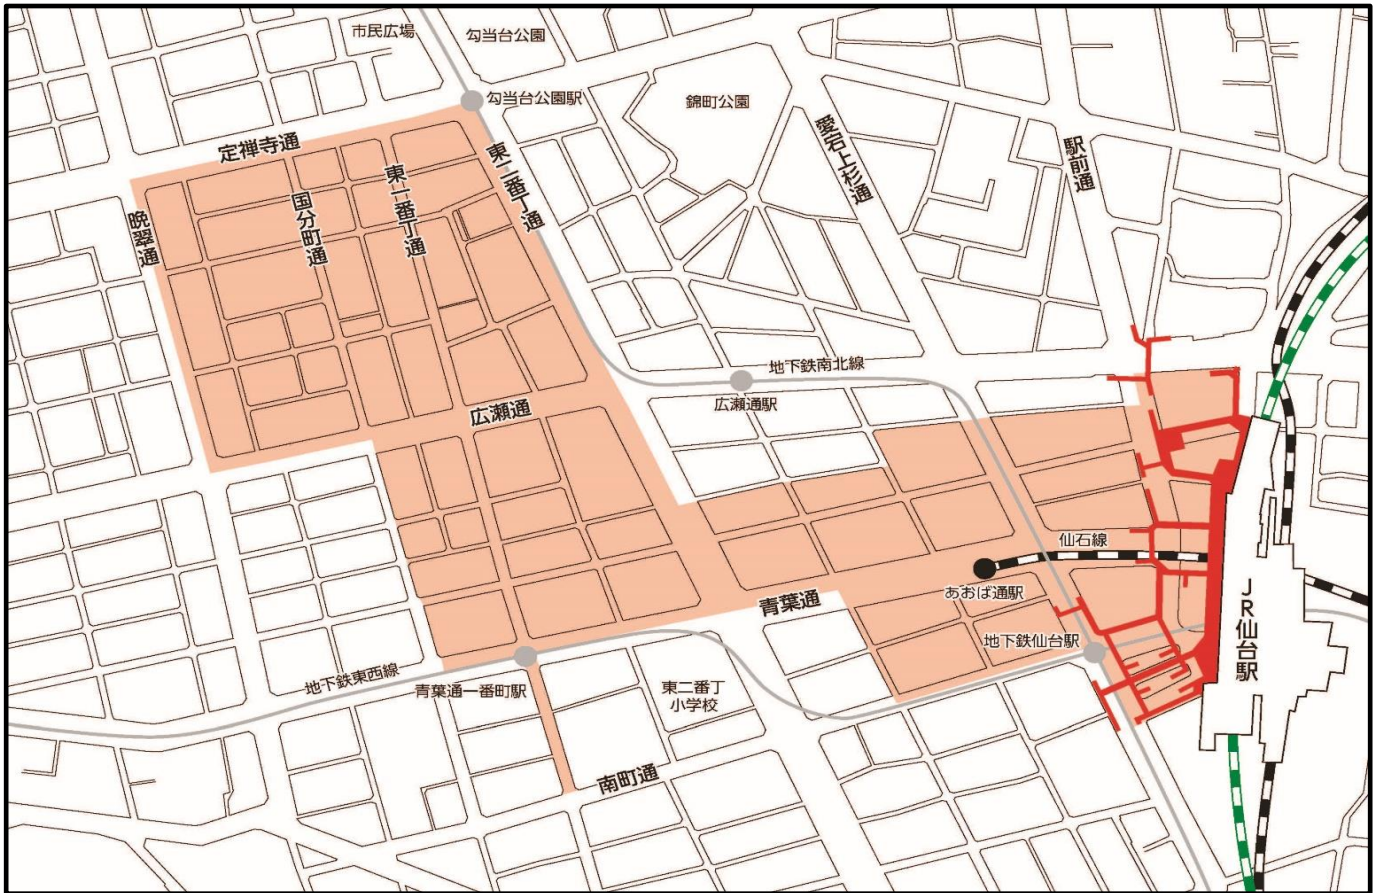 市民広場
勾当台公園
勾当台公園駅
錦町公園
愛宕上杉通
駅前通
定禅寺通
東二番丁通
東一番丁通
国分町通
晩翠通
地下鉄南北線
広瀬通駅
広瀬通
仙石線
あおば通駅
青葉通
地下鉄仙台駅
JR仙台駅
地下鉄東西線
青葉通一番町駅
東二番丁
小学校
南町通